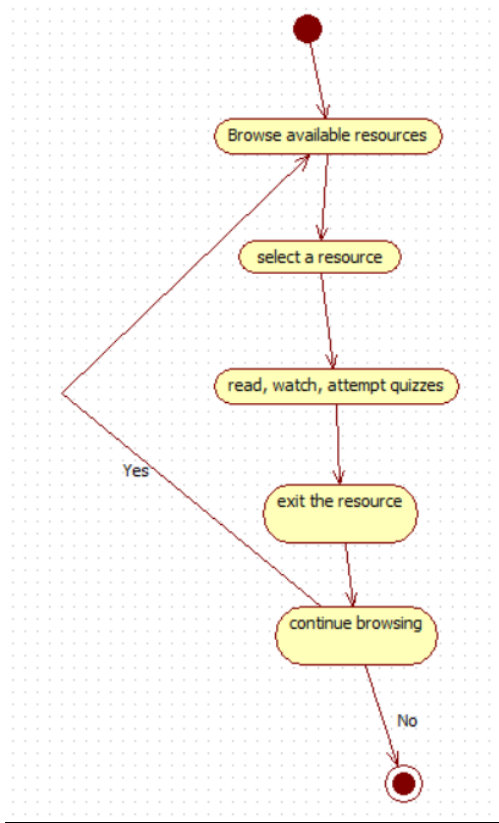 Browse available resources
select a resource
read, watch, attempt quizzes
Yes
exit the resource
continue browsing
No